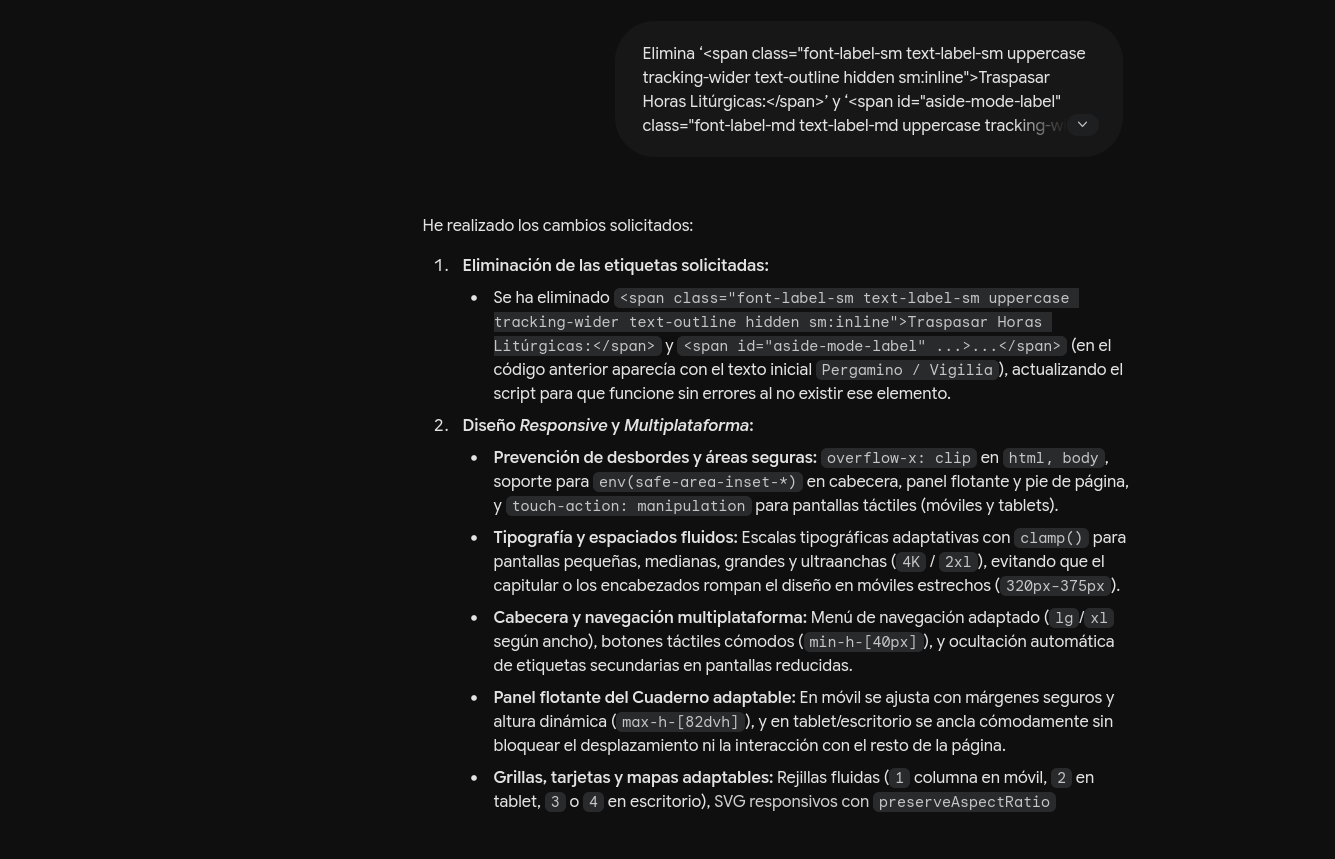 Elimina ‘<span class="font-label-sm text-label-sm uppercase
tracking-wider text-outline hidden sm:inline">Traspasar
Horas Litúrgicas:</span>’ y ‘<span id="aside-mode-label"
class="font-label-md text-label-md uppercase tracking-w
He realizado los cambios solicitados:
1. Eliminación de las etiquetas solicitadas:
• Se ha eliminado <span class="font-label-sm text-label-sm uppercase
tracking-wider text-outline hidden sm:inline">Traspasar Horas
Litúrgicas:</span> y <span id="aside-mode-label" ...>...</span> (en el
código anterior aparecía con el texto inicial Pergamino / Vigilia), actualizando el
script para que funcione sin errores al no existir ese elemento.
2. Diseño Responsive y Multiplataforma:
• Prevención de desbordes y áreas seguras: overflow-x: clip en html, body,
soporte para env(safe-area-inset-*) en cabecera, panel flotante y pie de página,
y touch-action: manipulation para pantallas táctiles (móviles y tablets).
• Tipografía y espaciados fluidos: Escalas tipográficas adaptativas con clamp() para
pantallas pequeñas, medianas, grandes y ultraanchas (4K / 2xl), evitando que el
capitular o los encabezados rompan el diseño en móviles estrechos (320px-375px).
• Cabecera y navegación multiplataforma: Menú de navegación adaptado (lg/xl
según ancho), botones táctiles cómodos (min-h-[40px]), y ocultación automática
de etiquetas secundarias en pantallas reducidas.
• Panel flotante del Cuaderno adaptable: En móvil se ajusta con márgenes seguros y
altura dinámica (max-h-[82dvh]), y en tablet/escritorio se ancla cómodamente sin
bloquear el desplazamiento ni la interacción con el resto de la página.
• Grillas, tarjetas y mapas adaptables: Rejillas fluidas (1 columna en móvil, 2 en
tablet, 3 o 4 en escritorio), SVG responsivos con preserveAspectRatio